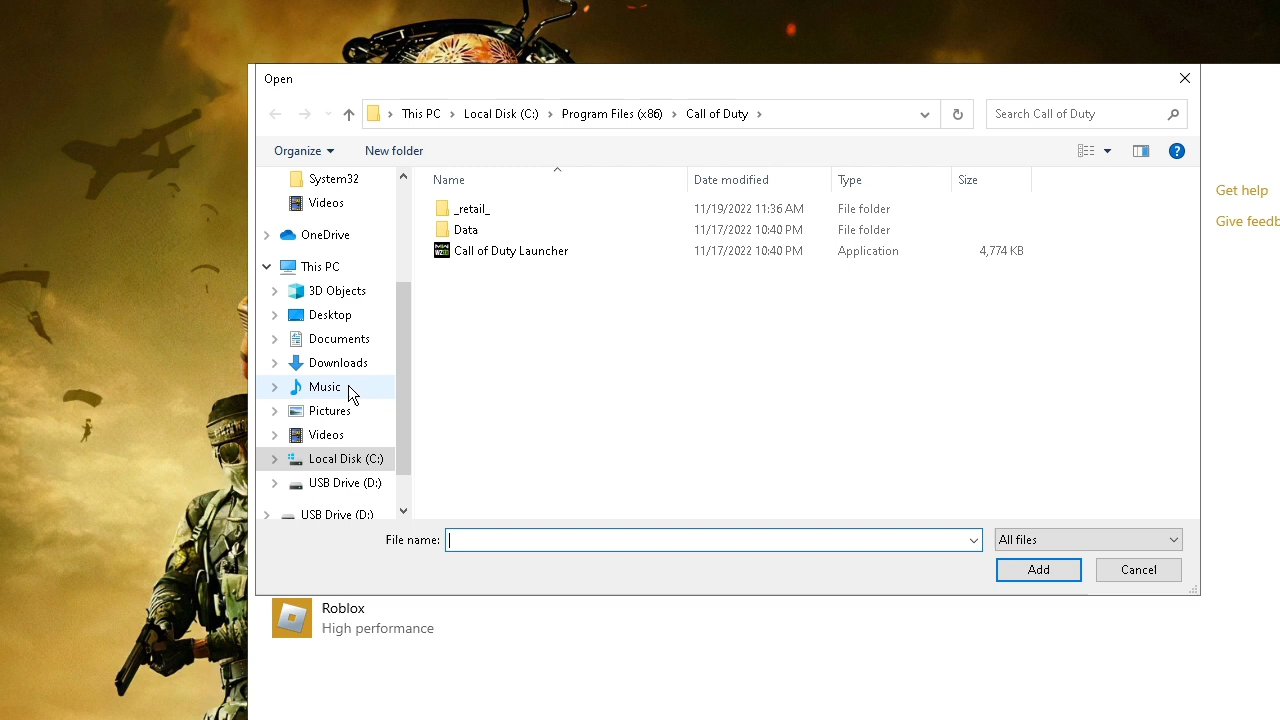 Open
This PC
Local Disk (C:)
Program Files (x86)
Call of Duty
Search Call of Duty
Organize
New folder
System32
Videos
OneDrive
This PC
3D Objects
Desktop
Documents
Downloads
Music
Pictures
Videos
Local Disk (C:)
USB Drive (D:)
USB Drive (D:)
Name Date modified Type Size
_retail_ 11/19/2022 11:36 AM File folder
Data 11/17/2022 10:40 PM File folder
Call of Duty Launcher 11/17/2022 10:40 PM Application 4,774 KB
File name:
All files
Add Cancel
Get help
Give feedb
Roblox
High performance